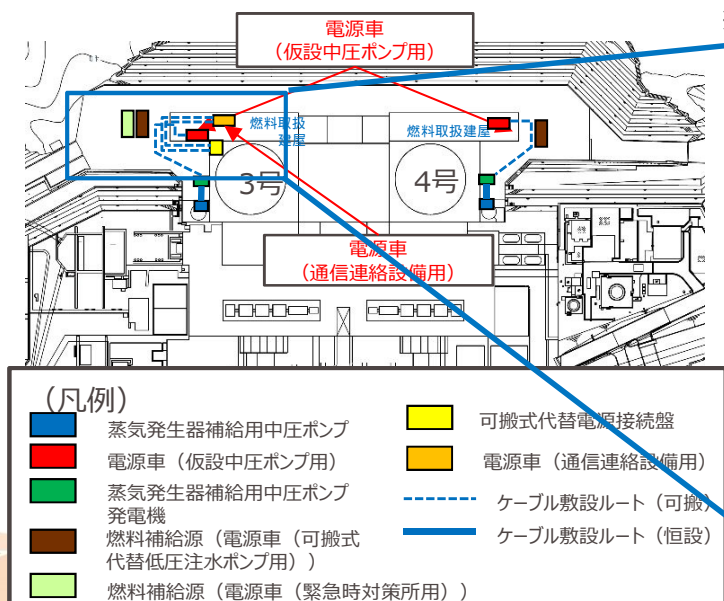 電源車
（仮設中圧ポンプ用）
燃料取扱
建屋
燃料取扱建屋
3号
4号
電源車
（通信連絡設備用）
（凡例）
蒸気発生器補給用中圧ポンプ
電源車（仮設中圧ポンプ用）
蒸気発生器補給用中圧ポンプ
発電機
燃料補給源（電源車（可搬式
代替低圧注水ポンプ用））
燃料補給源（電源車（緊急時対策所用））
可搬式代替電源接続盤
電源車（通信連絡設備用）
ケーブル敷設ルート（可搬）
ケーブル敷設ルート（恒設）